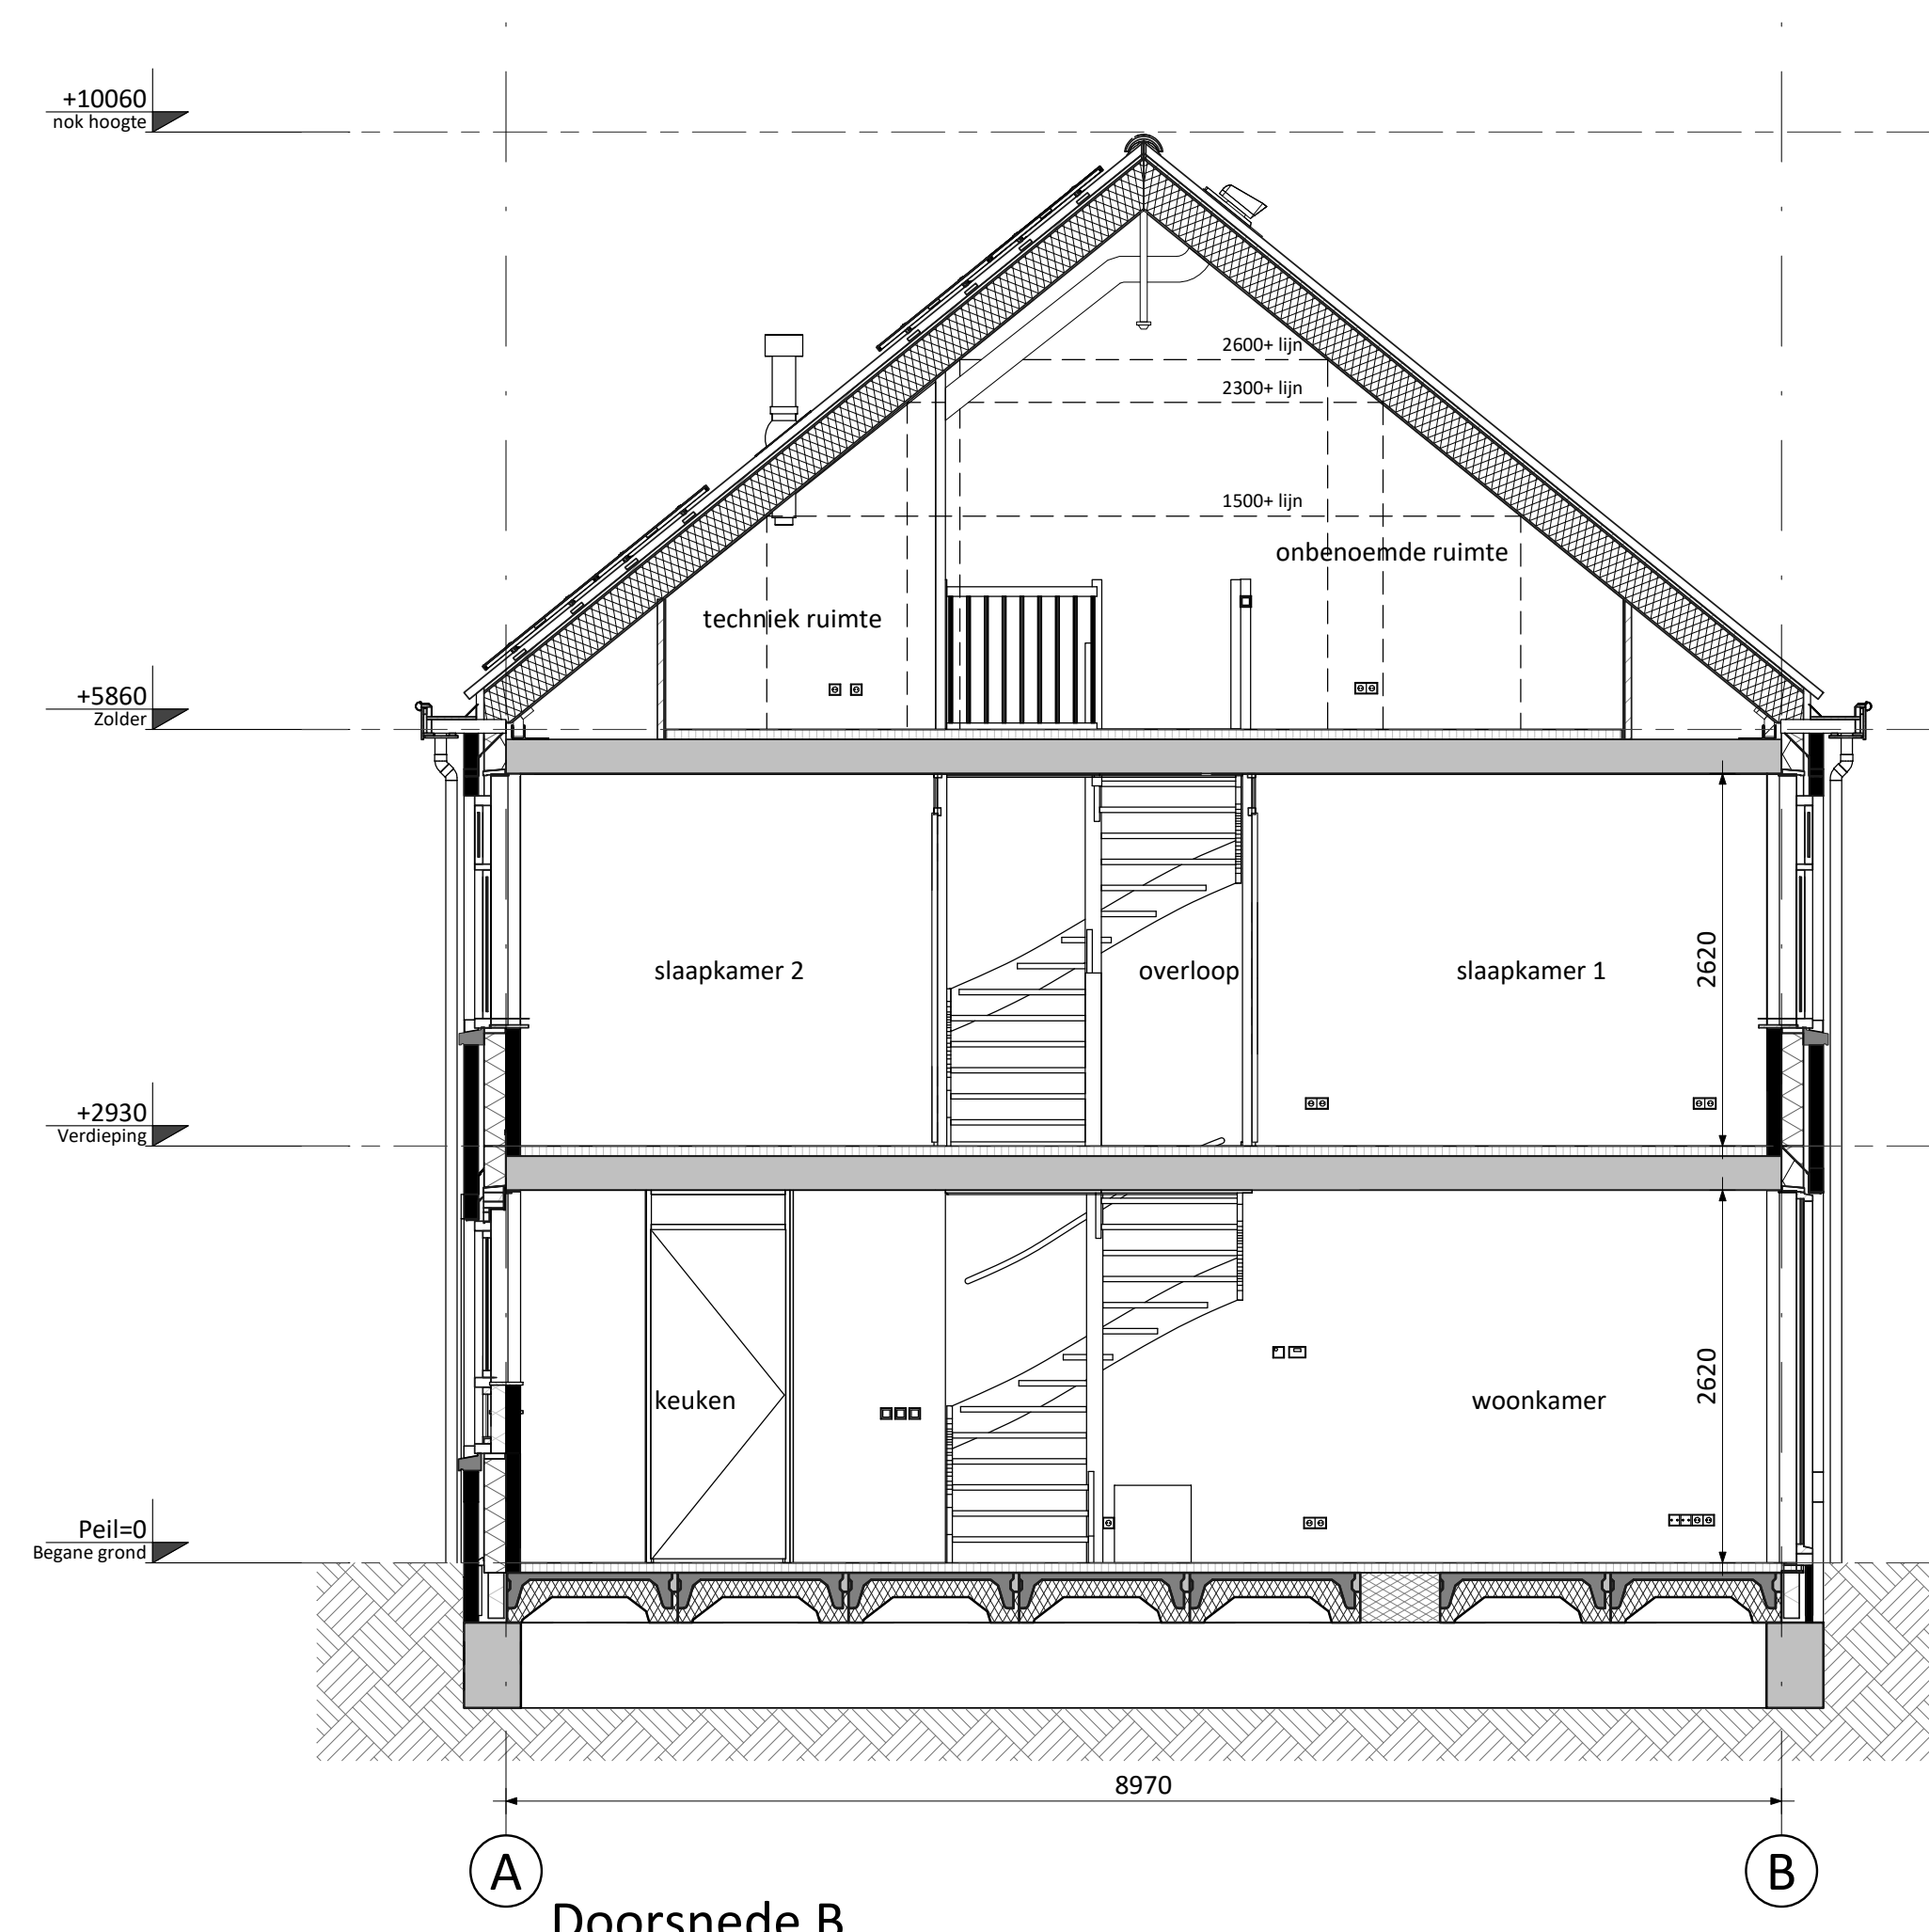 +10060
nok hoogte
2600+ lijn
2300+ lijn
1500+ lijn
onbenoemde ruimte
techniek ruimte
+5860
Zolder
slaapkamer 2
overloop
slaapkamer 1
2620
+2930
Verdieping
keuken
woonkamer
2620
Peil=0
Begane grond
8970
A
B
Doorsnede B